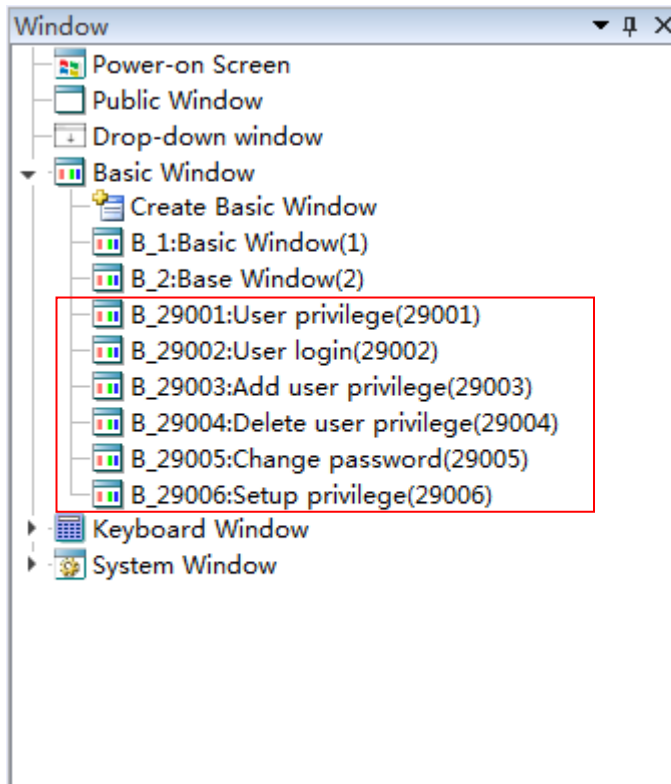 Window
Power-on Screen
Public Window
Drop-down window
Basic Window
Create Basic Window
B_1:Basic Window(1)
B_2:Base Window(2)
B_29001:User privilege(29001)
B_29002:User login(29002)
B_29003:Add user privilege(29003)
B_29004:Delete user privilege(29004)
B_29005:Change password(29005)
B_29006:Setup privilege(29006)
Keyboard Window
System Window